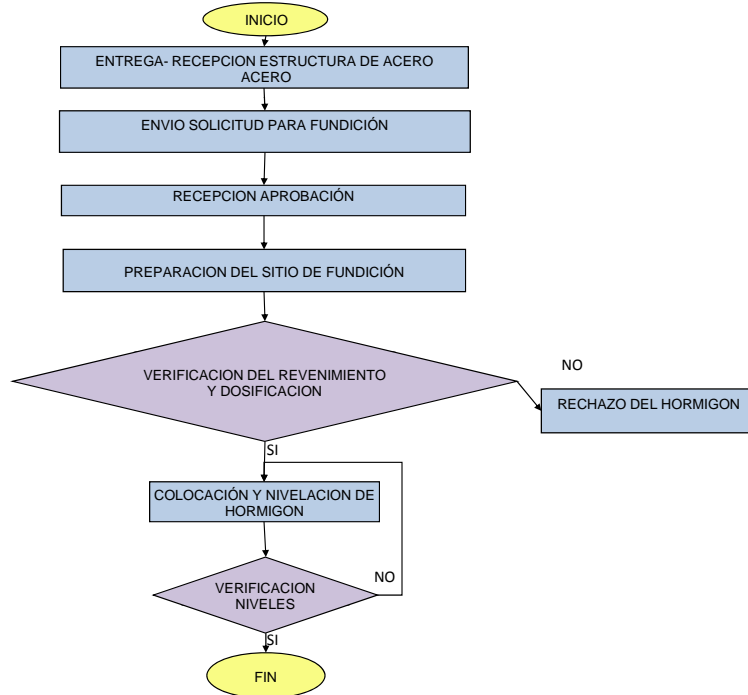 INICIO
ENTREGA- RECEPCION ESTRUCTURA DE ACERO
ACERO
ENVIO SOLICITUD PARA FUNDICIÓN
RECEPCION APROBACIÓN
PREPARACION DEL SITIO DE FUNDICIÓN
VERIFICACION DEL REVENIMIENTO
Y DOSIFICACION
NO
RECHAZO DEL HORMIGON
SI
COLOCACIÓN Y NIVELACION DE
HORMIGON
VERIFICACION
NIVELES
NO
SI
FIN